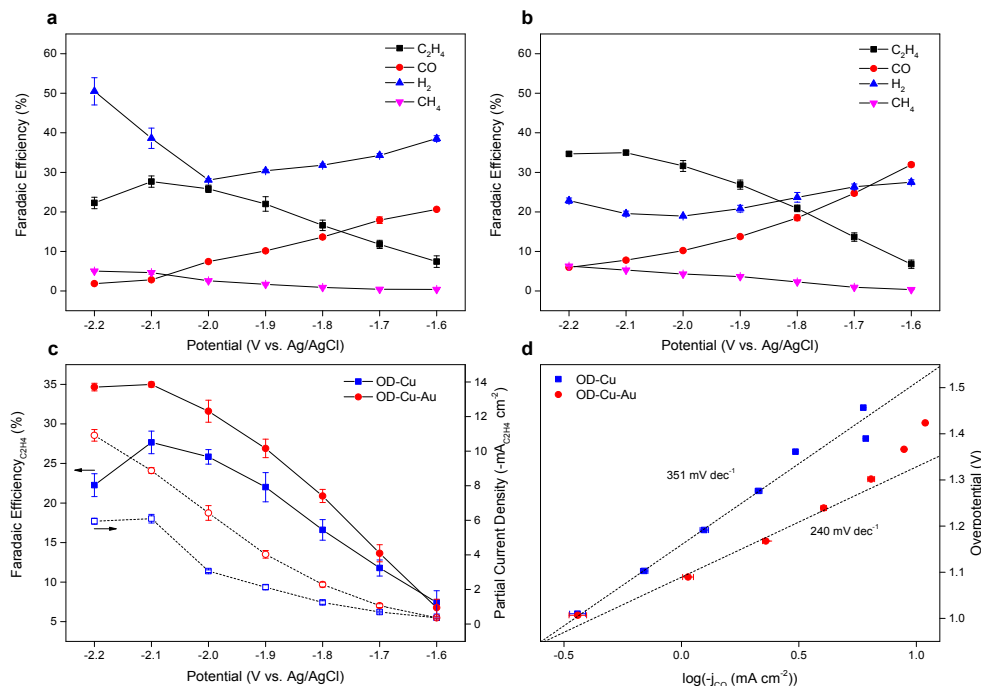 a
60
50
40
30
20
10
0
Faradaic Efficiency (%)
C2H4
CO
H2
CH4
-2.2 -2.1 -2.0 -1.9 -1.8 -1.7 -1.6
Potential (V vs. Ag/AgCl)
b
60
50
40
30
20
10
0
Faradaic Efficiency (%)
C2H4
CO
H2
CH4
-2.2 -2.1 -2.0 -1.9 -1.8 -1.7 -1.6
Potential (V vs. Ag/AgCl)
c
35
30
25
20
15
10
5
Faradaic EfficiencyC2H4 (%)
OD-Cu
OD-Cu-Au
14
12
10
8
6
4
2
0
Partial Current Density (-mAC2H4 cm-2)
-2.2 -2.1 -2.0 -1.9 -1.8 -1.7 -1.6
Potential (V vs. Ag/AgCl)
d
OD-Cu
OD-Cu-Au
351 mV dec-1
240 mV dec-1
1.5
1.4
1.3
1.2
1.1
1.0
Overpotential (V)
-0.5 0.0 0.5 1.0
log(-jCO (mA cm-2))